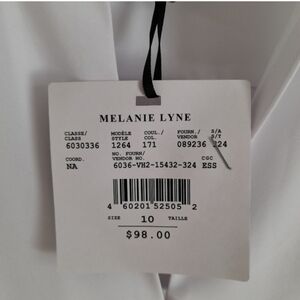 MELANIE LYNE
CLASSE/ MODÈLE COUL./ FOURN./ S/A
CLASS STYLE COL. VENDOR S/T
6030336 1264 171 089236 324
NO. FOURN/
COORD. VENDOR NO. CGC
NA 6036-VH2-15432-324 ESS
4 60201 52505 2
SIZE 10 TAILLE
$98.00